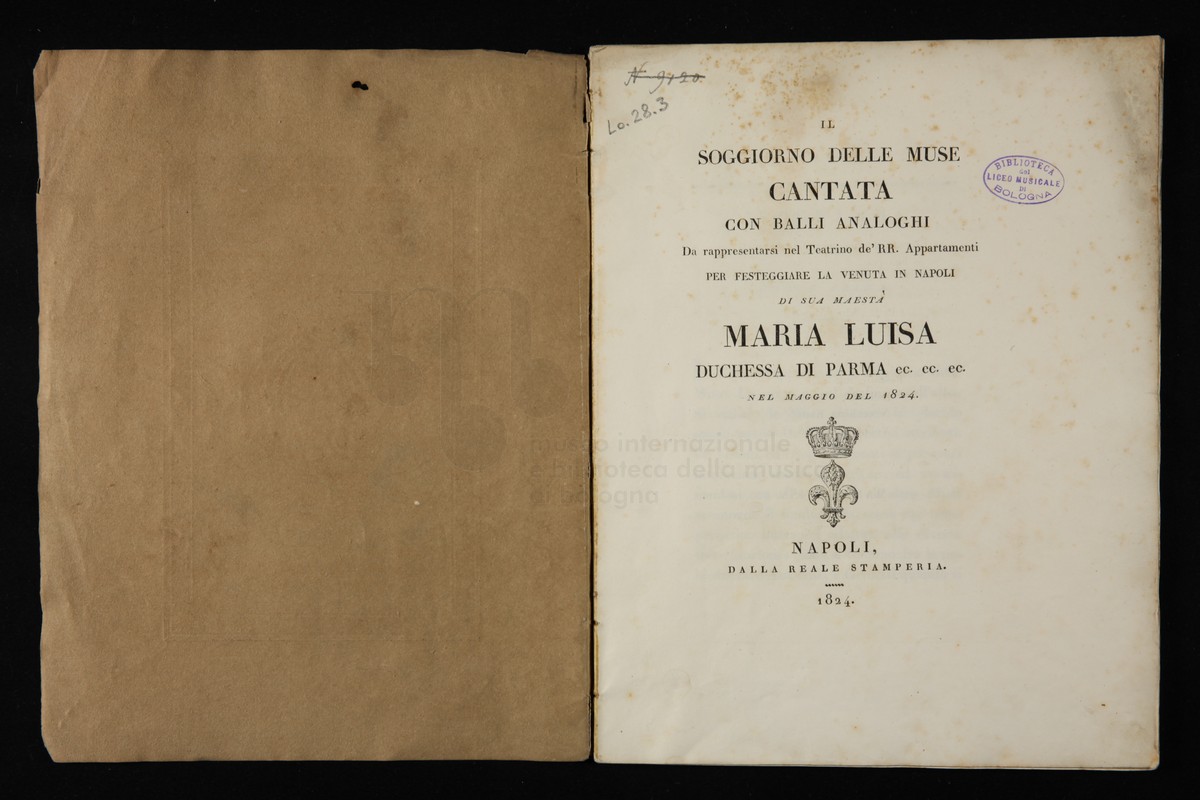 N 9720
Lo.28.3
IL
SOGGIORNO DELLE MUSE
CANTATA
CON BALLI ANALOGHI
Da rappresentarsi nel Teatrino de' RR. Appartamenti
PER FESTEGGIARE LA VENUTA IN NAPOLI
DI SUA MAESTÀ
MARIA LUISA
DUCHESSA DI PARMA ec. ec. ec.
NEL MAGGIO DEL 1824.
NAPOLI,
DALLA REALE STAMPERIA.
1824.
BIBLIOTECA
del
LICEO MUSICALE
DI
BOLOGNA
museo internazionale
e biblioteca della musica
di bologna